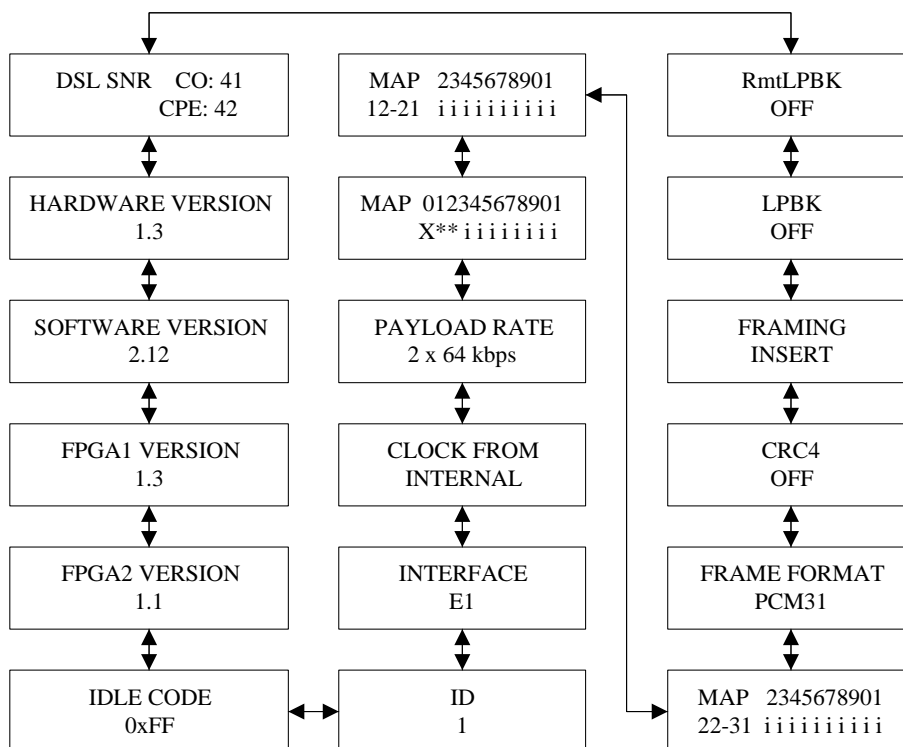 DSL SNR CO: 41
CPE: 42
HARDWARE VERSION
1.3
SOFTWARE VERSION
2.12
FPGA1 VERSION
1.3
FPGA2 VERSION
1.1
IDLE CODE
0xFF
MAP 2345678901
12-21 i i i i i i i i i i
MAP 012345678901
X** i i i i i i i i
PAYLOAD RATE
2 x 64 kbps
CLOCK FROM
INTERNAL
INTERFACE
E1
ID
1
RmtLPBK
OFF
LPBK
OFF
FRAMING
INSERT
CRC4
OFF
FRAME FORMAT
PCM31
MAP 2345678901
22-31 i i i i i i i i i i